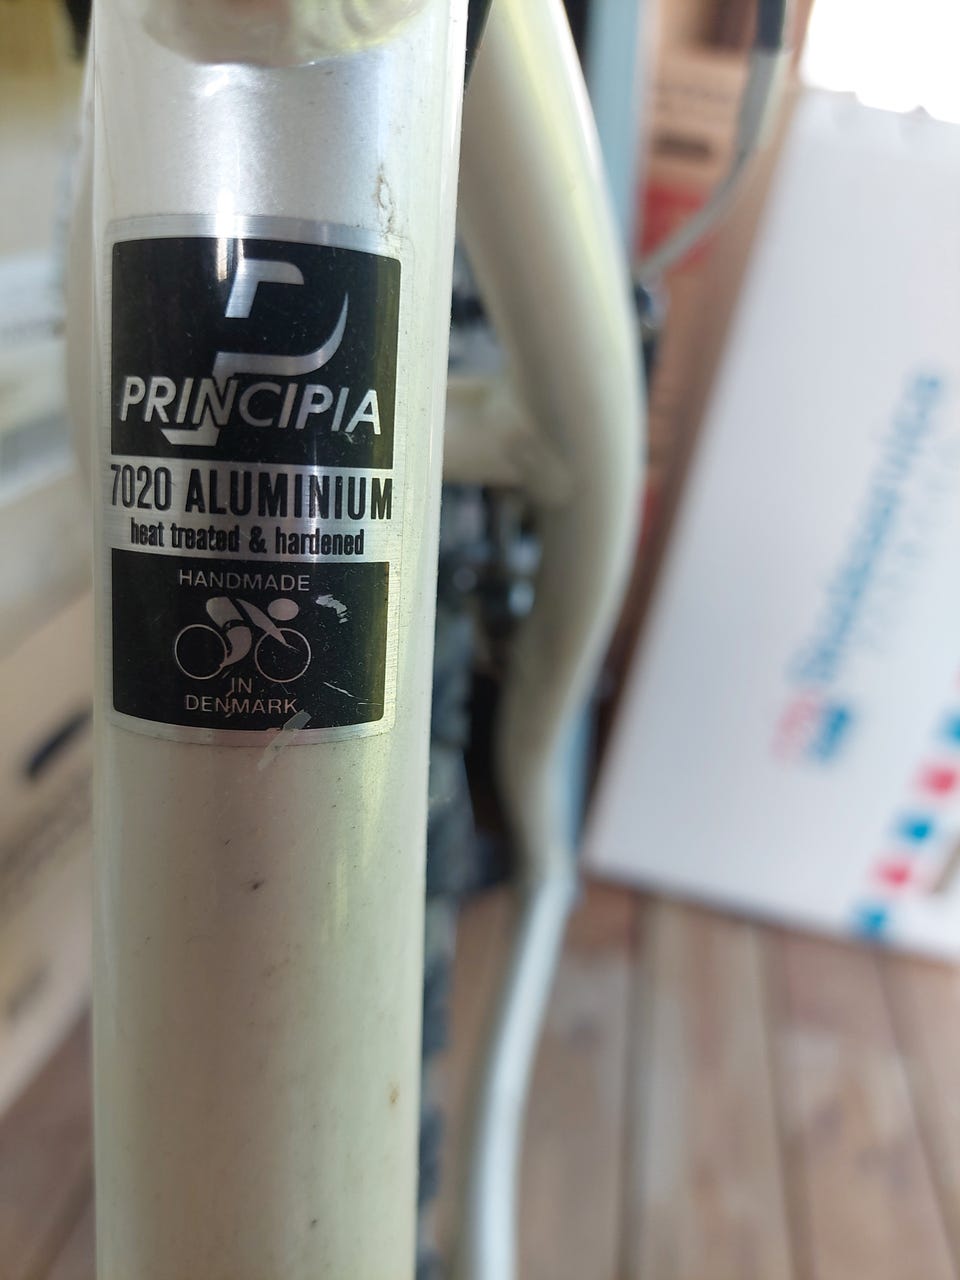 PRINCIPIA
7020 ALUMINIUM
heat treated & hardened
HANDMADE
IN
DENMARK